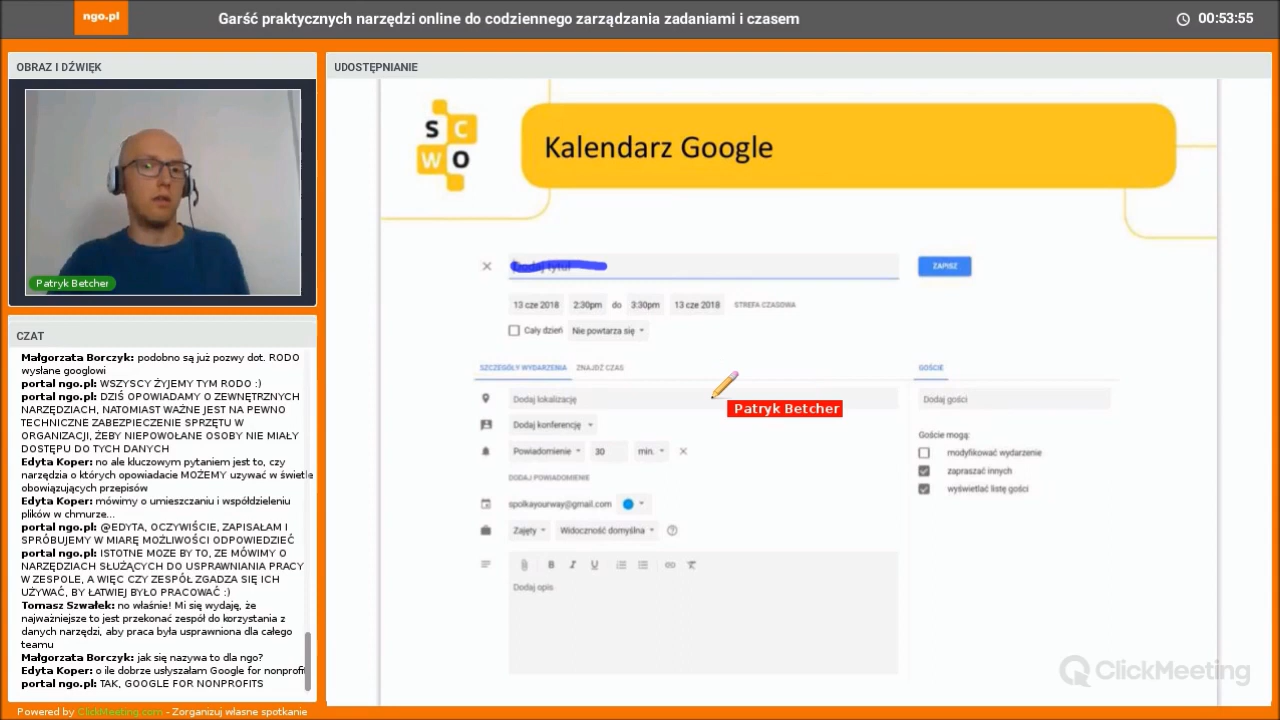 ngo.pl
Garść praktycznych narzędzi online do codziennego zarządzania zadaniami i czasem
00:53:55
OBRAZ I DŹWIĘK
Patryk Betcher
CZAT
Małgorzata Borczyk: podobno są już pozwy dot. RODO
wysłane googlowi
portal ngo.pl: WSZYSCY ŻYJEMY TYM RODO :)
portal ngo.pl: DZIŚ OPOWIADAMY O ZEWNĘTRZNYCH
NARZĘDZIACH, NATOMIAST WAŻNE JEST NA PEWNO
TECHNICZNE ZABEZPIECZENIE SPRZĘTU W
ORGANIZACJI, ŻEBY NIEPOWOŁANE OSOBY NIE MIAŁY
DOSTĘPU DO TYCH DANYCH
Edyta Koper: no ale kluczowym pytaniem jest to, czy
narzędzia o których opowiadacie MOŻEMY uzywać w świetle
obowiązujących przepisów
Edyta Koper: mówimy o umieszczaniu i współdzieleniu
plików w chmurze...
portal ngo.pl: @EDYTA, OCZYWIŚCIE, ZAPISAŁAM I
SPRÓBUJEMY W MIARĘ MOŻLIWOŚCI ODPOWIEDZIEĆ
portal ngo.pl: ISTOTNE MOZE BY TO, ZE MÓWIMY O
NARZĘDZIACH SŁUŻĄCYCH DO USPRAWNIANIA PRACY
W ZESPOLE, A WIĘC CZY ZESPÓŁ ZGADZA SIĘ ICH
UŻYWAĆ, BY ŁATWIEJ BYŁO PRACOWAĆ :)
Tomasz Szwałek: no właśnie! Mi się wydaję, że
najważniejsze to jest przekonać zespół do korzystania z
danych narzędzi, aby praca była usprawniona dla całego
teamu
Małgorzata Borczyk: jak się nazywa to dla ngo?
Edyta Koper: o ile dobrze usłyszałam Google for nonprofit
portal ngo.pl: TAK, GOOGLE FOR NONPROFITS
Powered by ClickMeeting.com - Zorganizuj własne spotkanie
UDOSTĘPNIANIE
S C
W O
Kalendarz Google
Dodaj tytuł
ZAPISZ
13 cze 2018 2:30pm do 3:30pm 13 cze 2018 STREFA CZASOWA
Cały dzień Nie powtarza się
SZCZEGÓŁY WYDARZENIA ZNAJDŹ CZAS
GOŚCIE
Dodaj lokalizację
Dodaj gości
Patryk Betcher
Dodaj konferencję
Goście mogą:
Powiadomienie 30 min.
modyfikować wydarzenie
zapraszać innych
DODAJ POWIADOMIENIE
wyświetlać listę gości
spolkayourway@gmail.com
Zajęty Widoczność domyślna
B I U
Dodaj opis
ClickMeeting